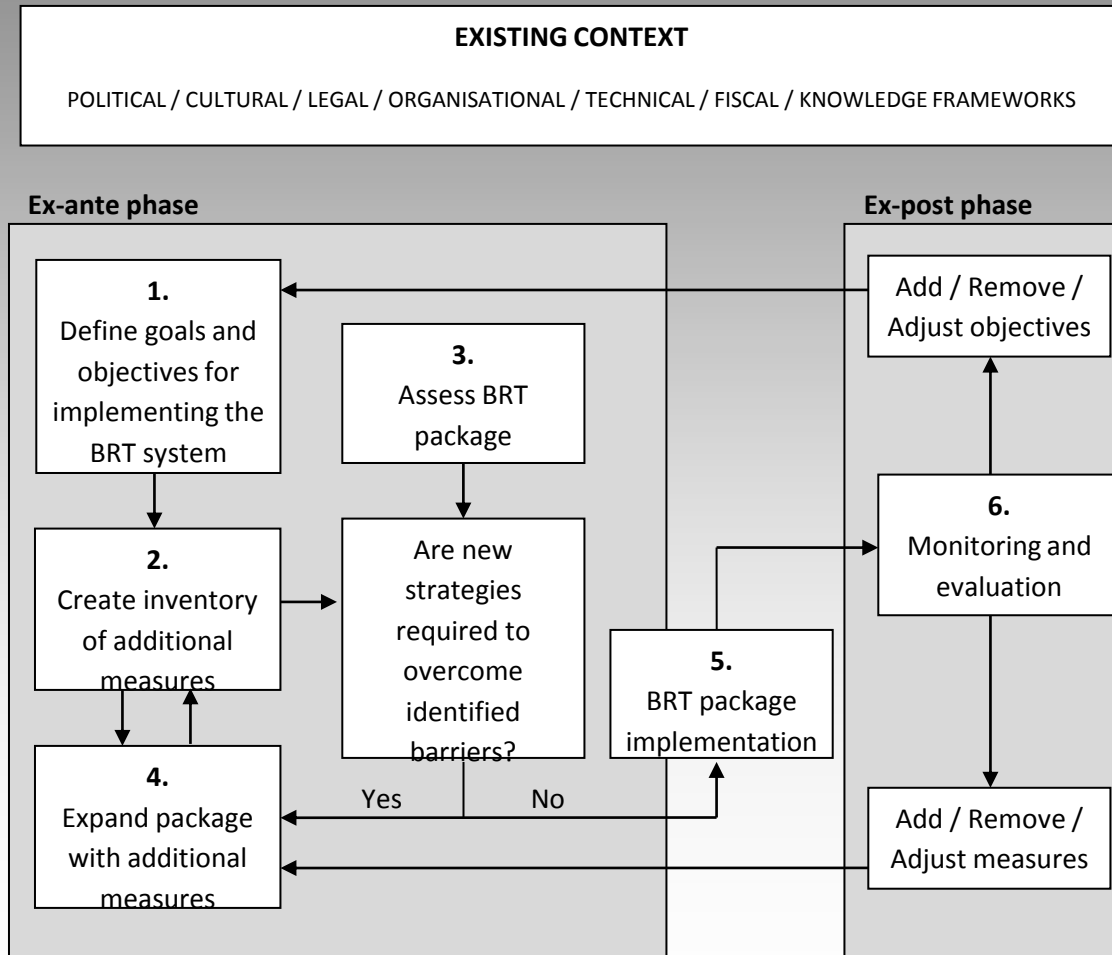 EXISTING CONTEXT
POLITICAL / CULTURAL / LEGAL / ORGANISATIONAL / TECHNICAL / FISCAL / KNOWLEDGE FRAMEWORKS
Ex-ante phase
1.
Define goals and
objectives for
implementing the
BRT system
2.
Create inventory
of additional
measures
4.
Expand package
with additional
measures
3.
Assess BRT
package
Are new
strategies
required to
overcome
identified
barriers?
Yes
No
5.
BRT package
implementation
Ex-post phase
Add / Remove /
Adjust objectives
6.
Monitoring and
evaluation
Add / Remove /
Adjust measures